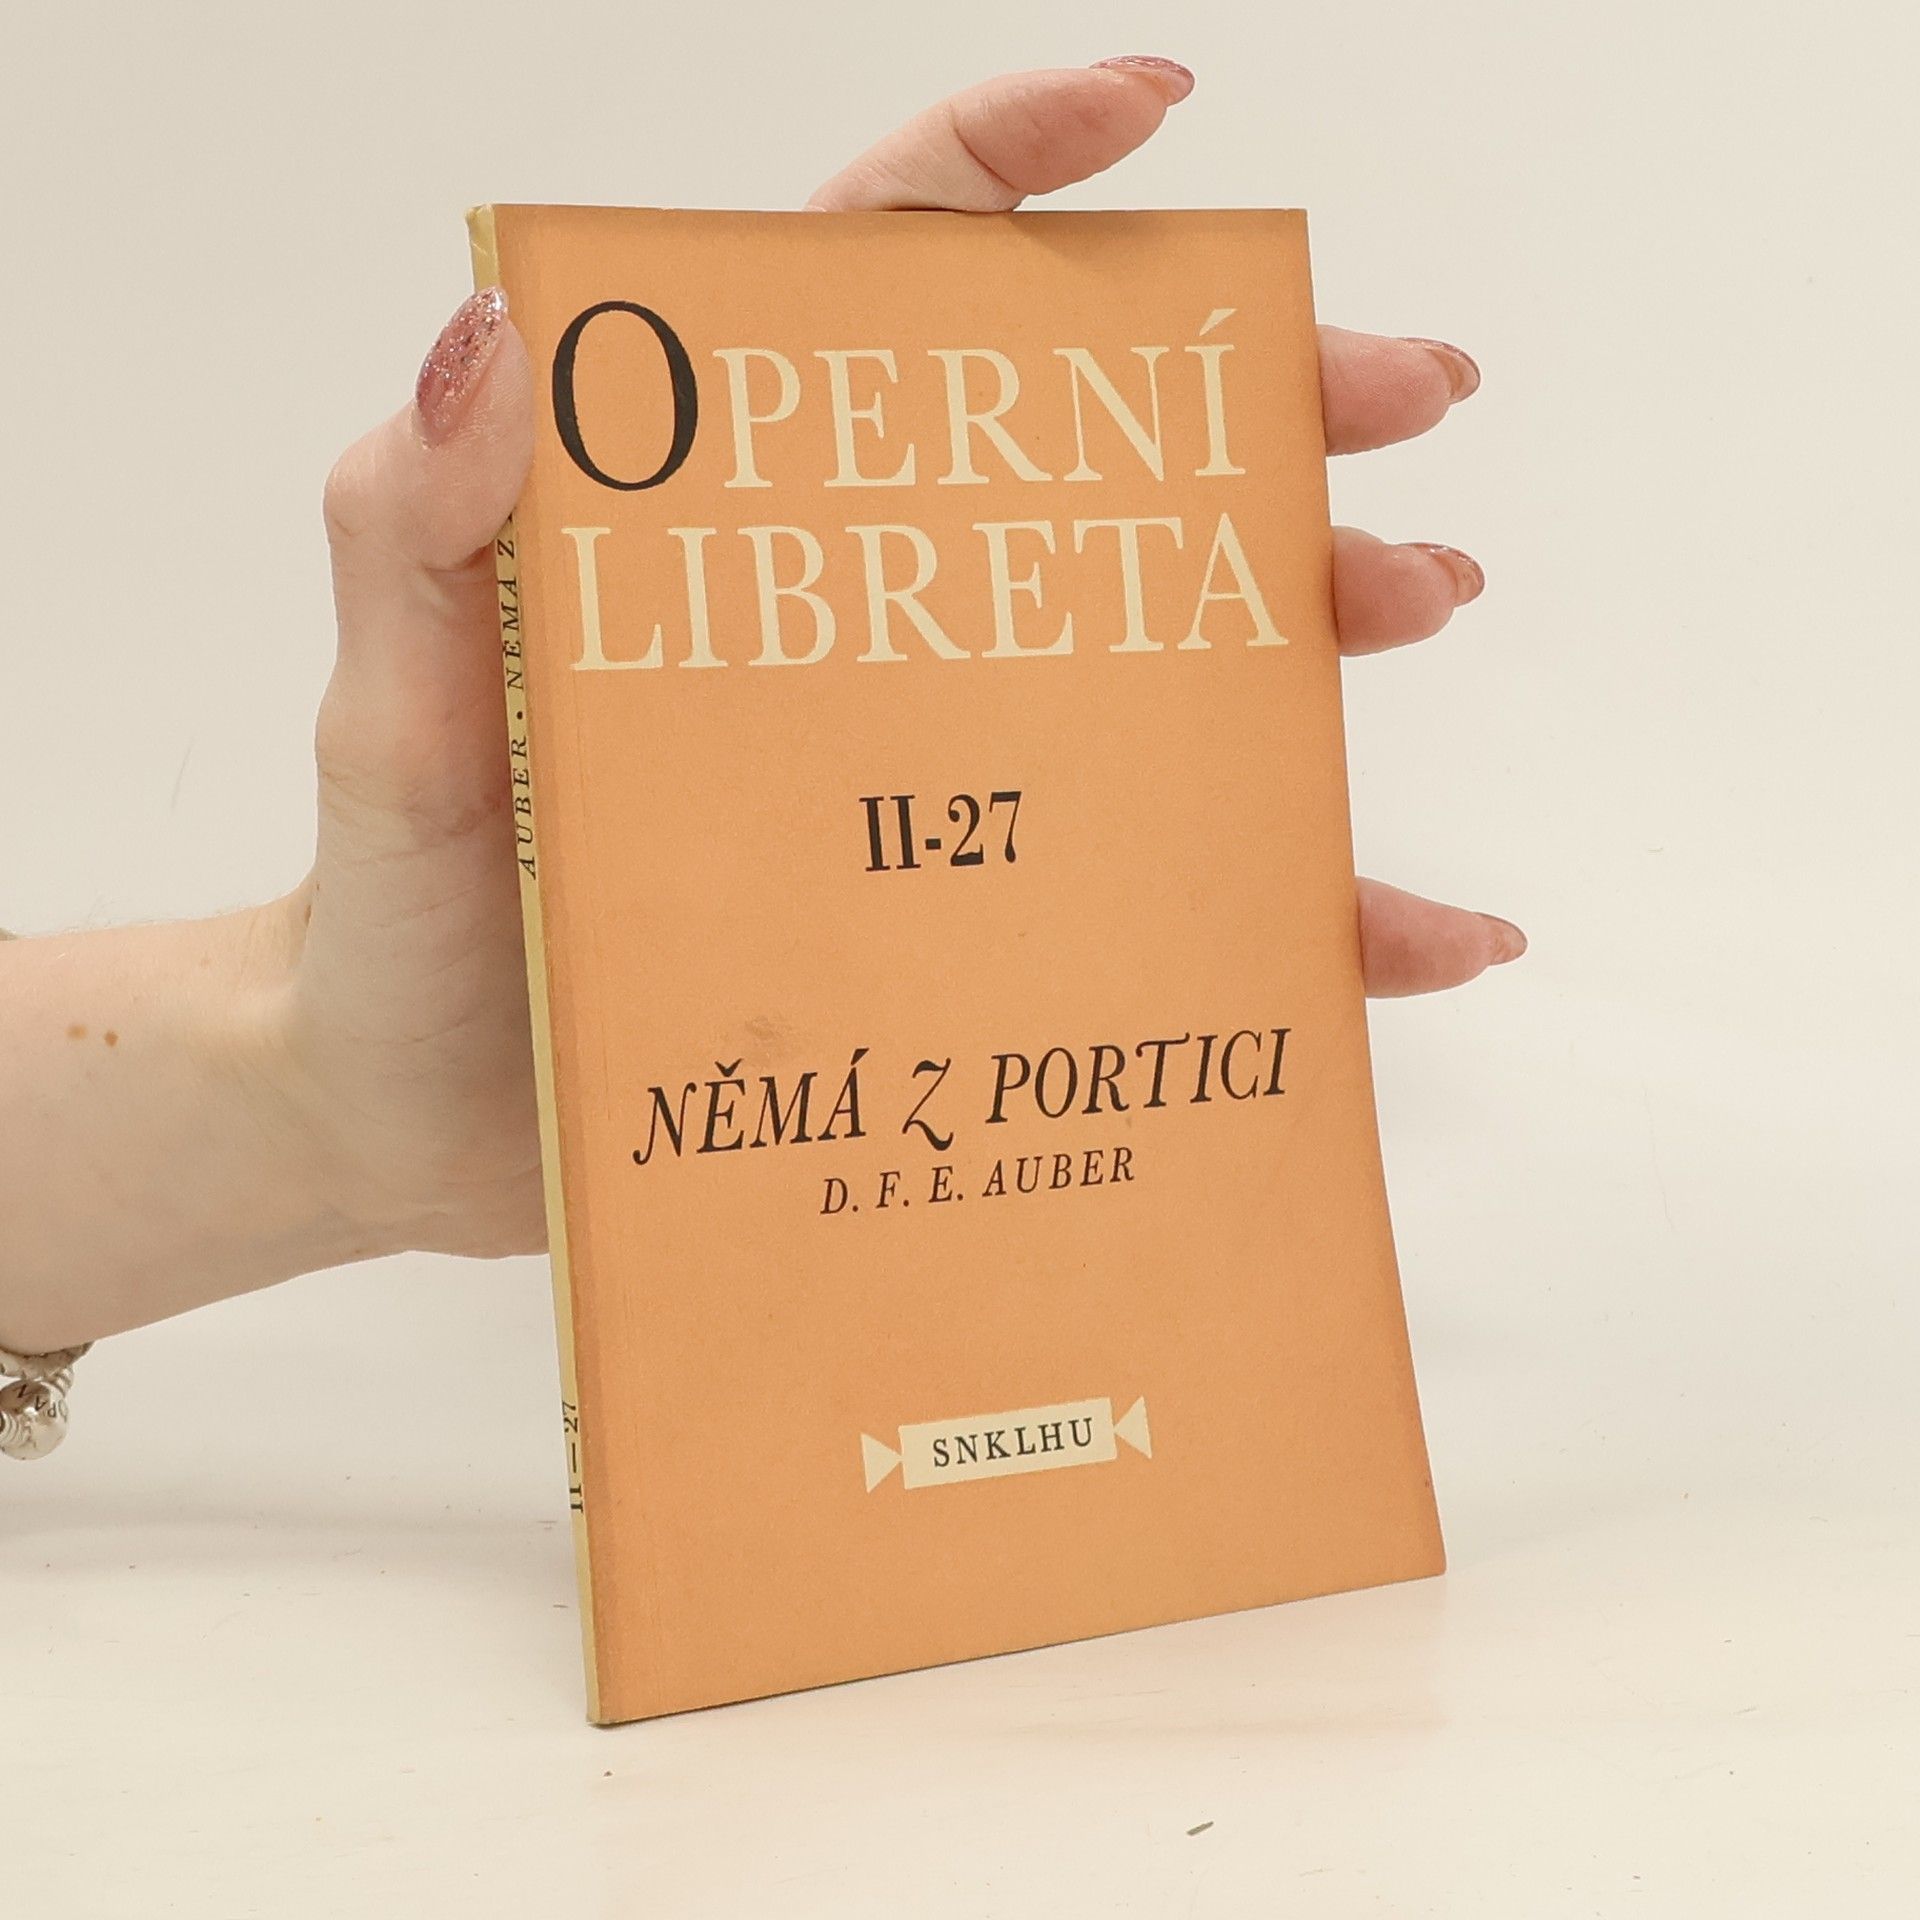 OPERNÍ
LIBRETA
II-27
NĚMÁ Z PORTICI
D. F. E. AUBER
SNKLHU
AUBER · NĚMÁ Z
II — 27